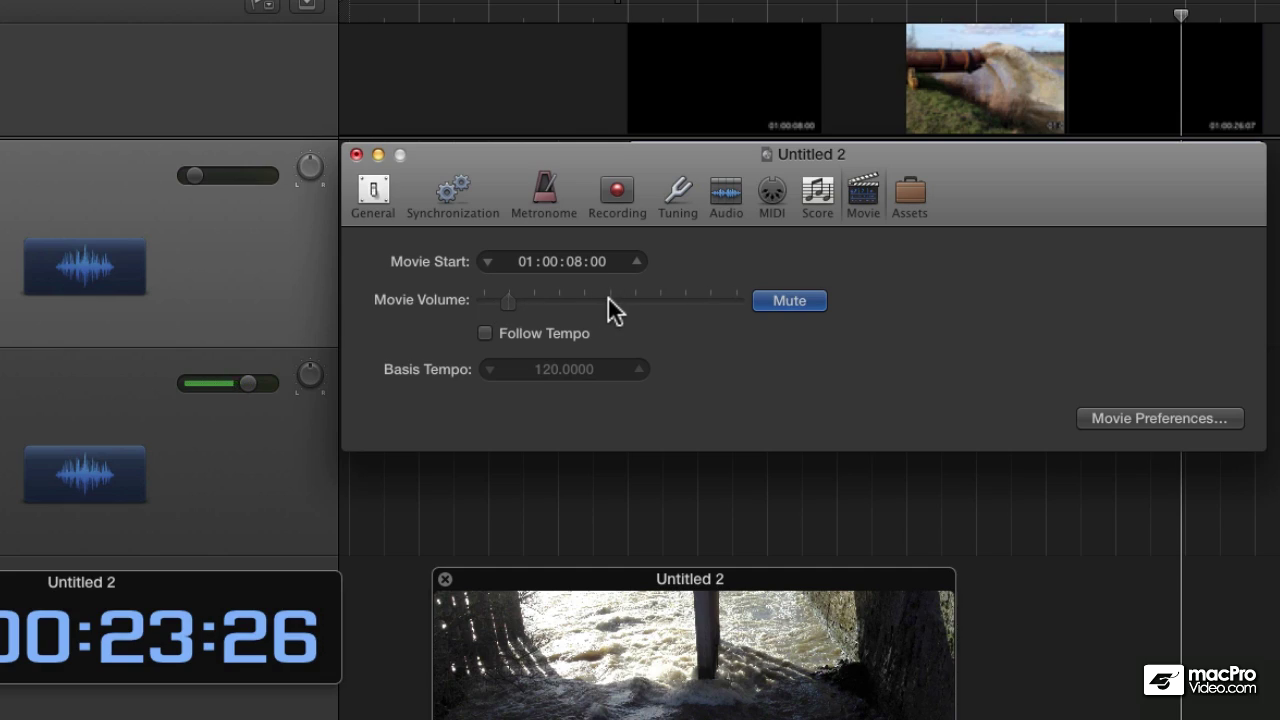 01:00:08:00
01:00:26:07
Untitled 2
General Synchronization Metronome Recording Tuning Audio MIDI Score Movie Assets
Movie Start: 01:00:08:00
Movie Volume: Mute
Follow Tempo
Basis Tempo: 120.0000
Movie Preferences...
L R
L R
Untitled 2
00:23:26
Untitled 2
macPro
Video.com